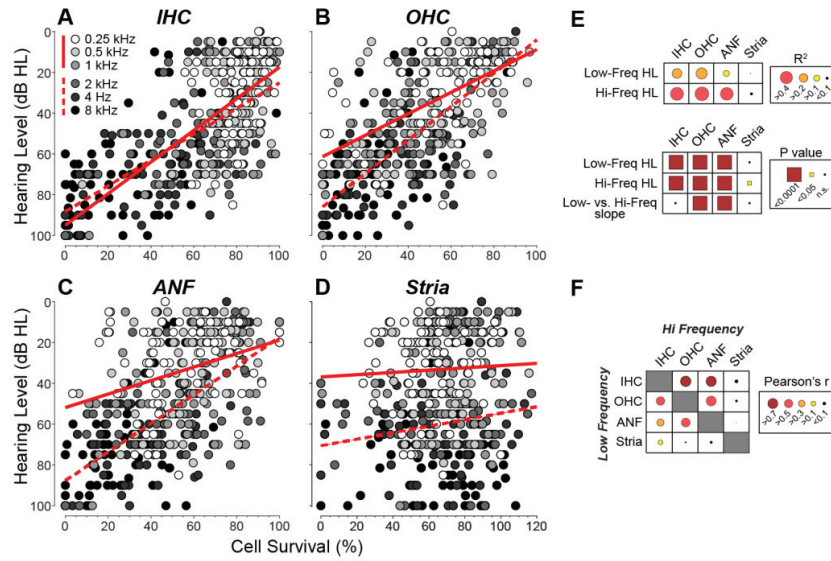 A IHC
B OHC
0.25 kHz
0.5 kHz
1 kHz
2 kHz
4 Hz
8 kHz
Hearing Level (dB HL)
0
20
40
60
80
100
0 20 40 60 80 100
0 20 40 60 80 100
C ANF
D Stria
Hearing Level (dB HL)
0
20
40
60
80
100
0 20 40 60 80 100
0 20 40 60 80 100 120
Cell Survival (%)
E
IHC OHC ANF Stria
Low-Freq HL
Hi-Freq HL
R²
>0.4 >0.2 >0.1 <0.1
IHC OHC ANF Stria
Low-Freq HL
Hi-Freq HL
Low- vs. Hi-Freq
slope
P value
<0.0001 <0.05 n.s.
F
Hi Frequency
IHC OHC ANF Stria
Low Frequency
IHC
OHC
ANF
Stria
Pearson's r
>0.7 >0.5 >0.3 >0.1 <0.1